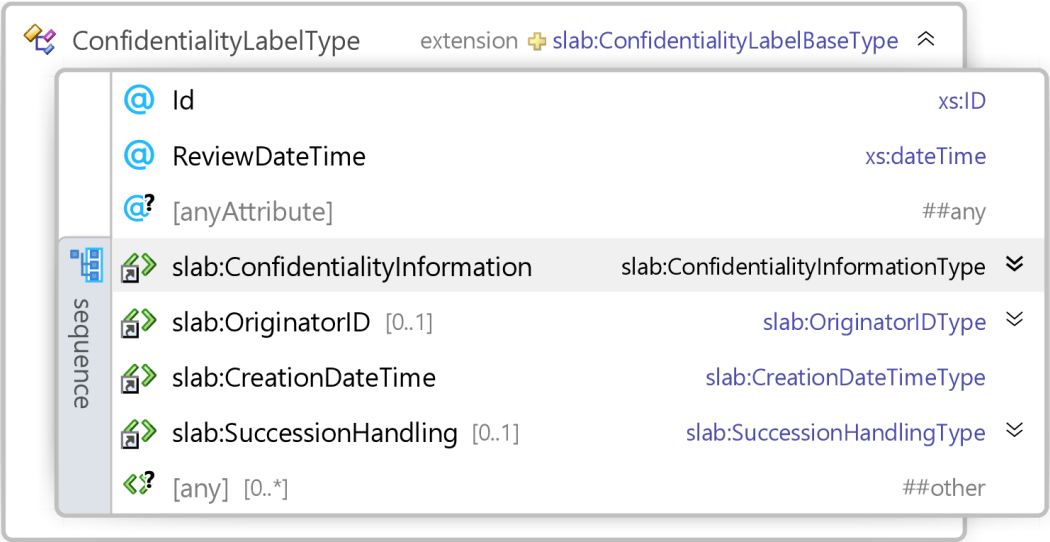 ConfidentialityLabelType extension slab:ConfidentialityLabelBaseType
@ Id xs:ID
@ ReviewDateTime xs:dateTime
@? [anyAttribute] ##any
slab:ConfidentialityInformation slab:ConfidentialityInformationType
slab:OriginatorID [0..1] slab:OriginatorIDType
slab:CreationDateTime slab:CreationDateTimeType
slab:SuccessionHandling [0..1] slab:SuccessionHandlingType
<>? [any] [0..*] ##other
sequence